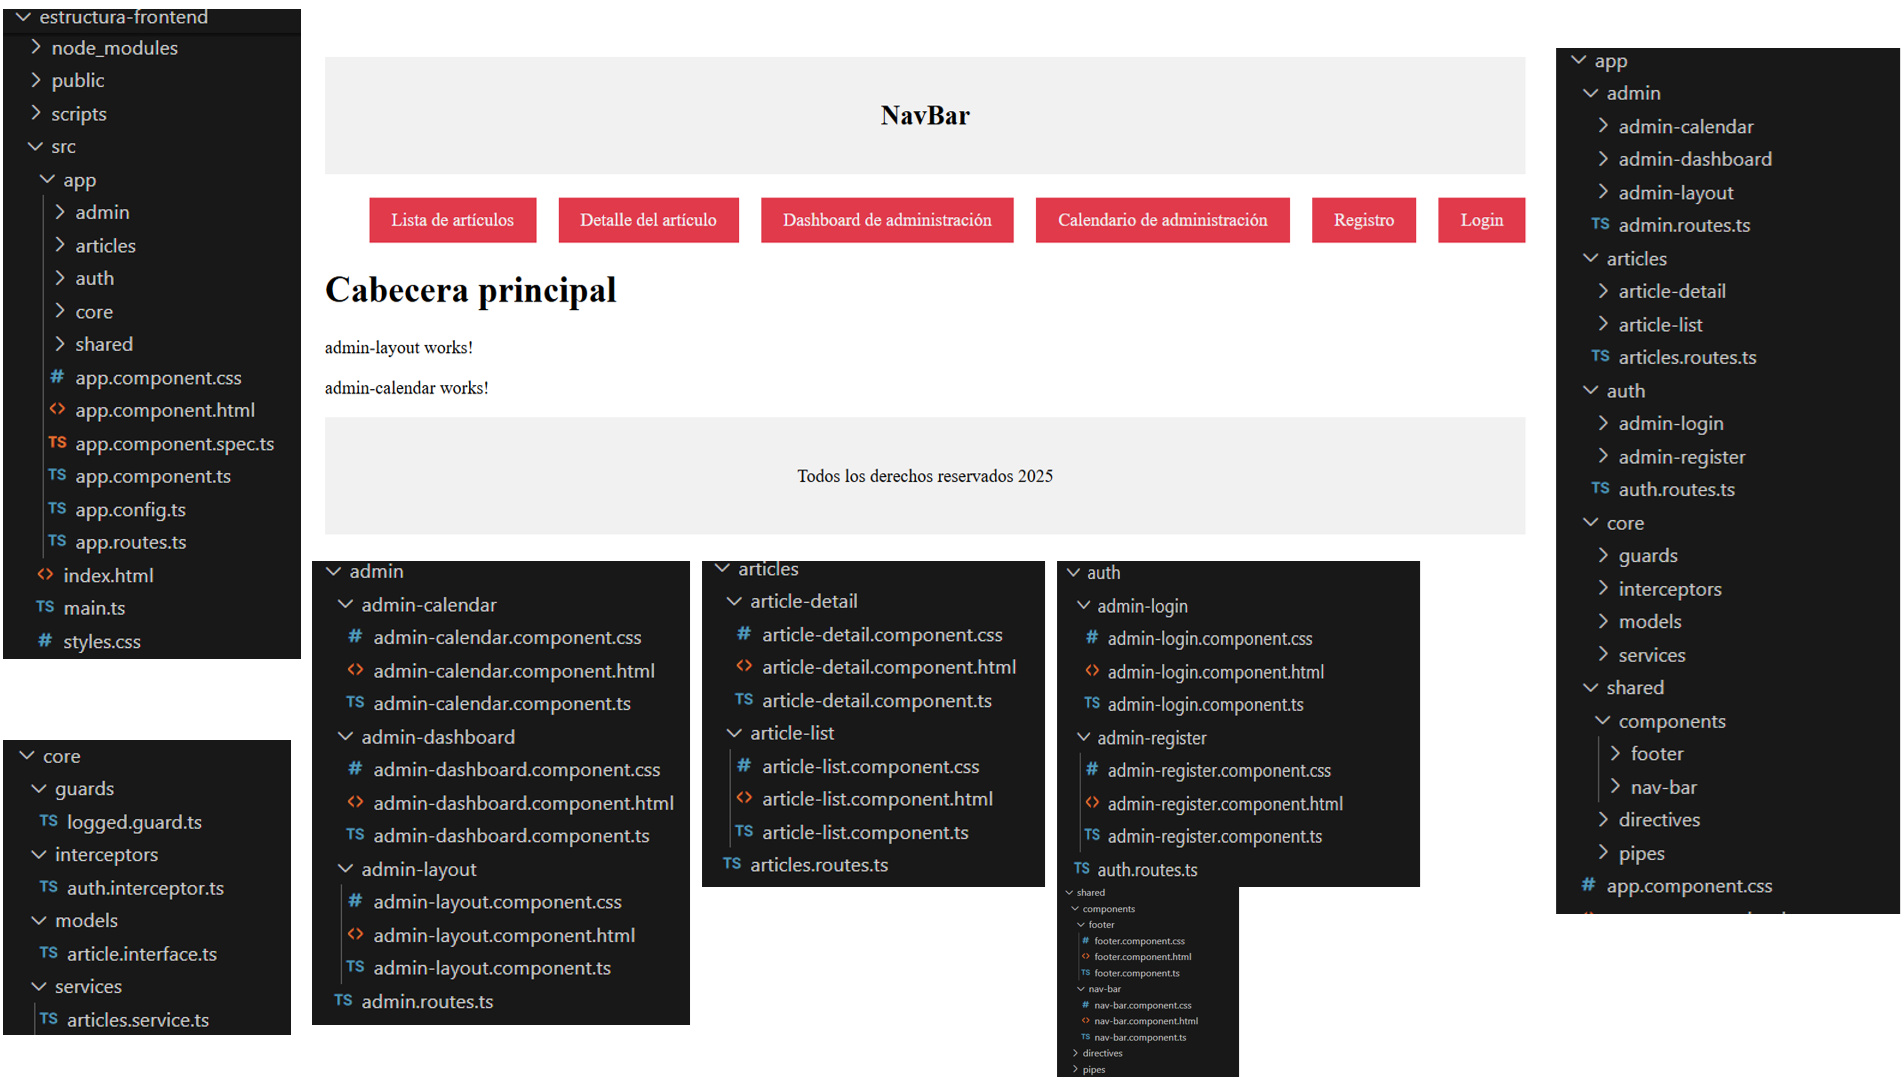 estructura-frontend
node_modules
public
scripts
src
app
admin
articles
auth
core
shared
# app.component.css
<> app.component.html
TS app.component.spec.ts
TS app.component.ts
TS app.config.ts
TS app.routes.ts
<> index.html
TS main.ts
# styles.css
NavBar
Lista de artículos
Detalle del artículo
Dashboard de administración
Calendario de administración
Registro
Login
Cabecera principal
admin-layout works!
admin-calendar works!
Todos los derechos reservados 2025
app
admin
admin-calendar
admin-dashboard
admin-layout
TS admin.routes.ts
articles
article-detail
article-list
TS articles.routes.ts
auth
admin-login
admin-register
TS auth.routes.ts
core
guards
interceptors
models
services
shared
components
footer
nav-bar
directives
pipes
# app.component.css
core
guards
TS logged.guard.ts
interceptors
TS auth.interceptor.ts
models
TS article.interface.ts
services
TS articles.service.ts
admin
admin-calendar
# admin-calendar.component.css
<> admin-calendar.component.html
TS admin-calendar.component.ts
admin-dashboard
# admin-dashboard.component.css
<> admin-dashboard.component.html
TS admin-dashboard.component.ts
admin-layout
# admin-layout.component.css
<> admin-layout.component.html
TS admin-layout.component.ts
TS admin.routes.ts
articles
article-detail
# article-detail.component.css
<> article-detail.component.html
TS article-detail.component.ts
article-list
# article-list.component.css
<> article-list.component.html
TS article-list.component.ts
TS articles.routes.ts
auth
admin-login
# admin-login.component.css
<> admin-login.component.html
TS admin-login.component.ts
admin-register
# admin-register.component.css
<> admin-register.component.html
TS admin-register.component.ts
TS auth.routes.ts
shared
components
footer
# footer.component.css
<> footer.component.html
TS footer.component.ts
nav-bar
# nav-bar.component.css
<> nav-bar.component.html
TS nav-bar.component.ts
directives
pipes